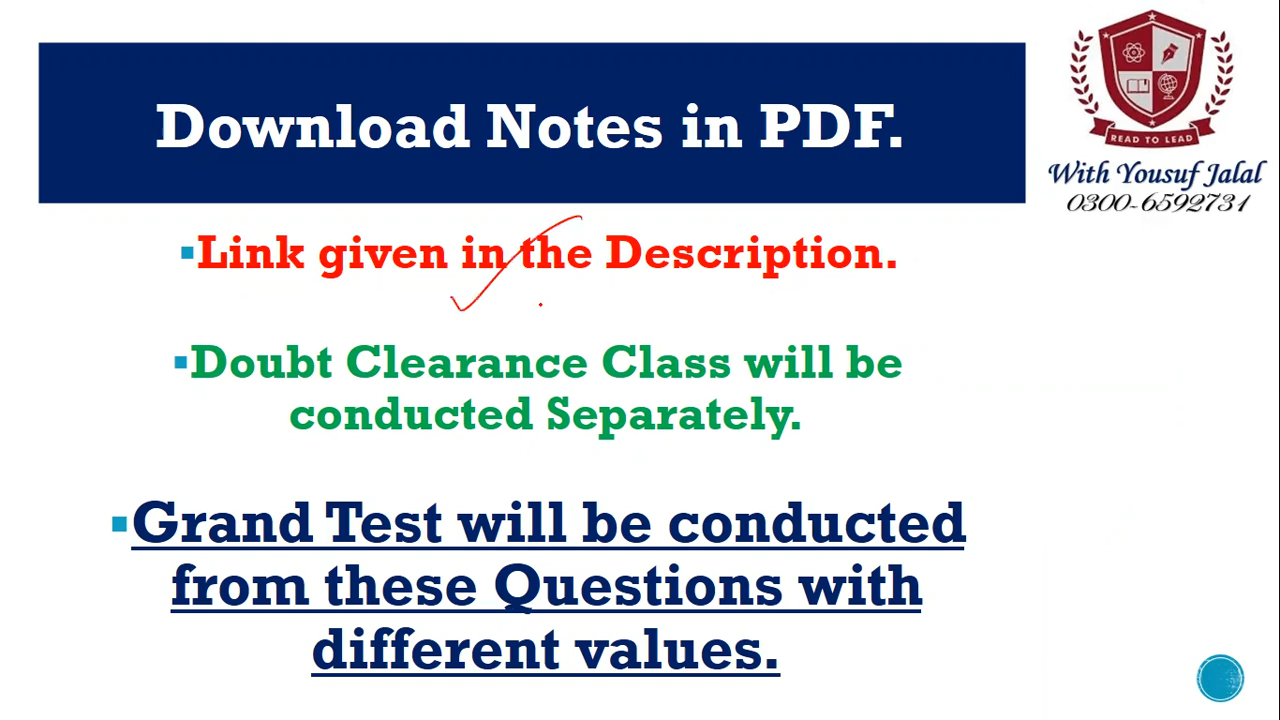 Download Notes in PDF.
READ TO LEAD
With Yousuf Jalal
0300-6592731
▪Link given in the Description.
▪Doubt Clearance Class will be
conducted Separately.
▪Grand Test will be conducted
from these Questions with
different values.